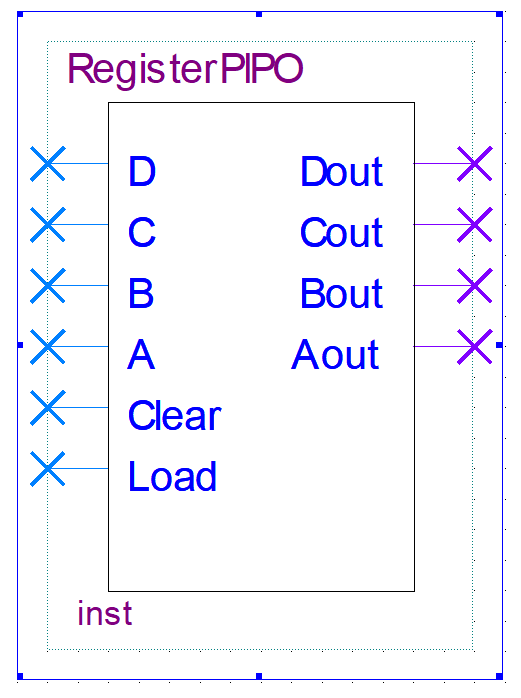 RegisterPIPO
D Dout
C Cout
B Bout
A Aout
Clear
Load
inst